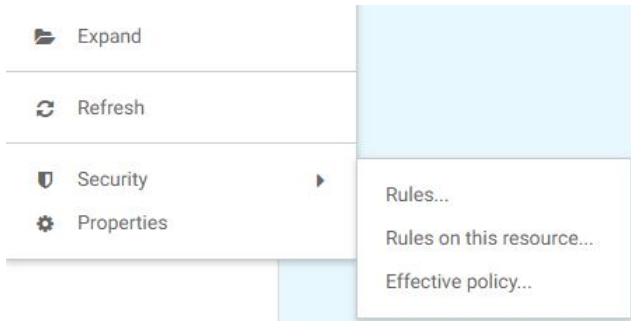 Expand
Refresh
Security
Properties
Rules...
Rules on this resource...
Effective policy...